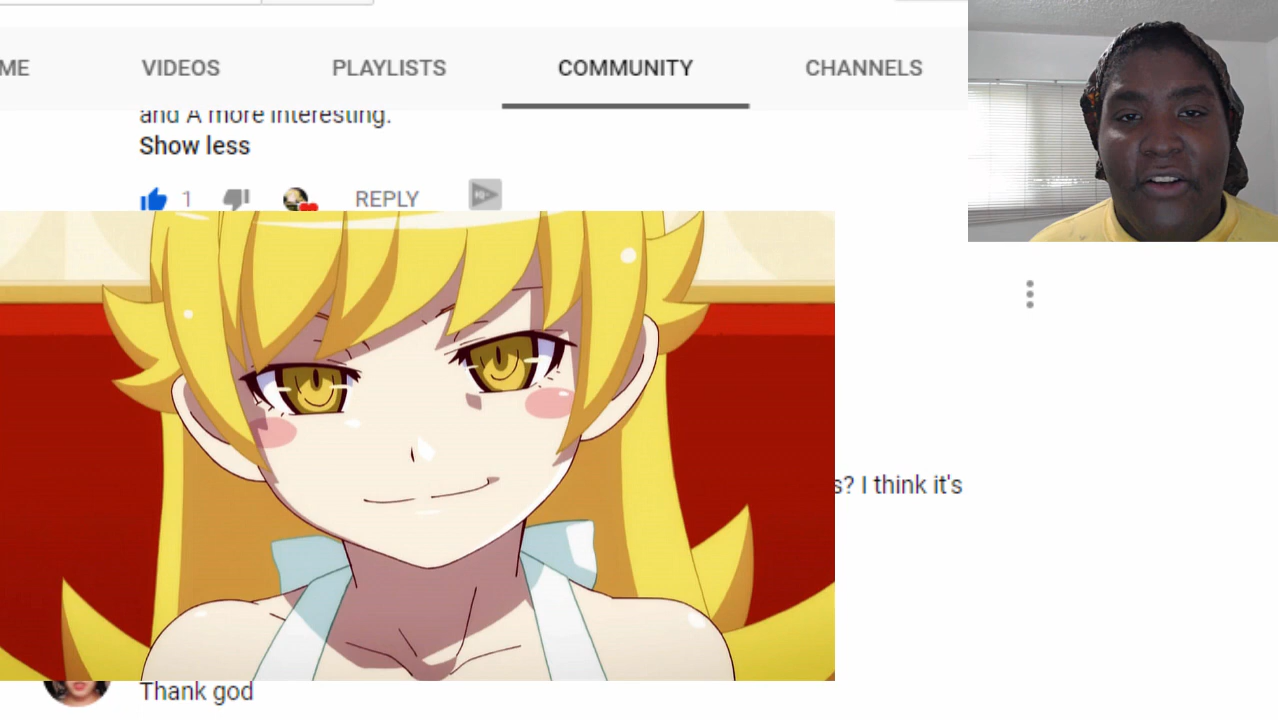 ME VIDEOS PLAYLISTS COMMUNITY CHANNELS
and A more interesting.
Show less
1 REPLY
s? I think it's
Thank god